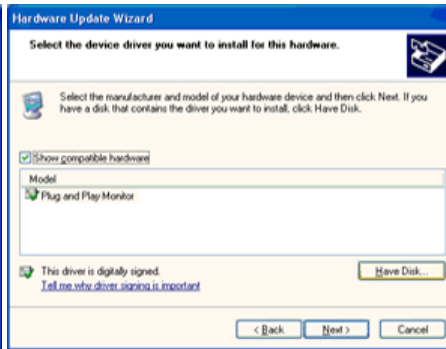 Hardware Update Wizard
Select the device driver you want to install for this hardware.
Select the manufacturer and model of your hardware device and then click Next. If you
have a disk that contains the driver you want to install, click Have Disk.
Show compatible hardware
Model
Plug and Play Monitor
This driver is digitally signed.
Tell me why driver signing is important
Have Disk...
< Back
Next >
Cancel